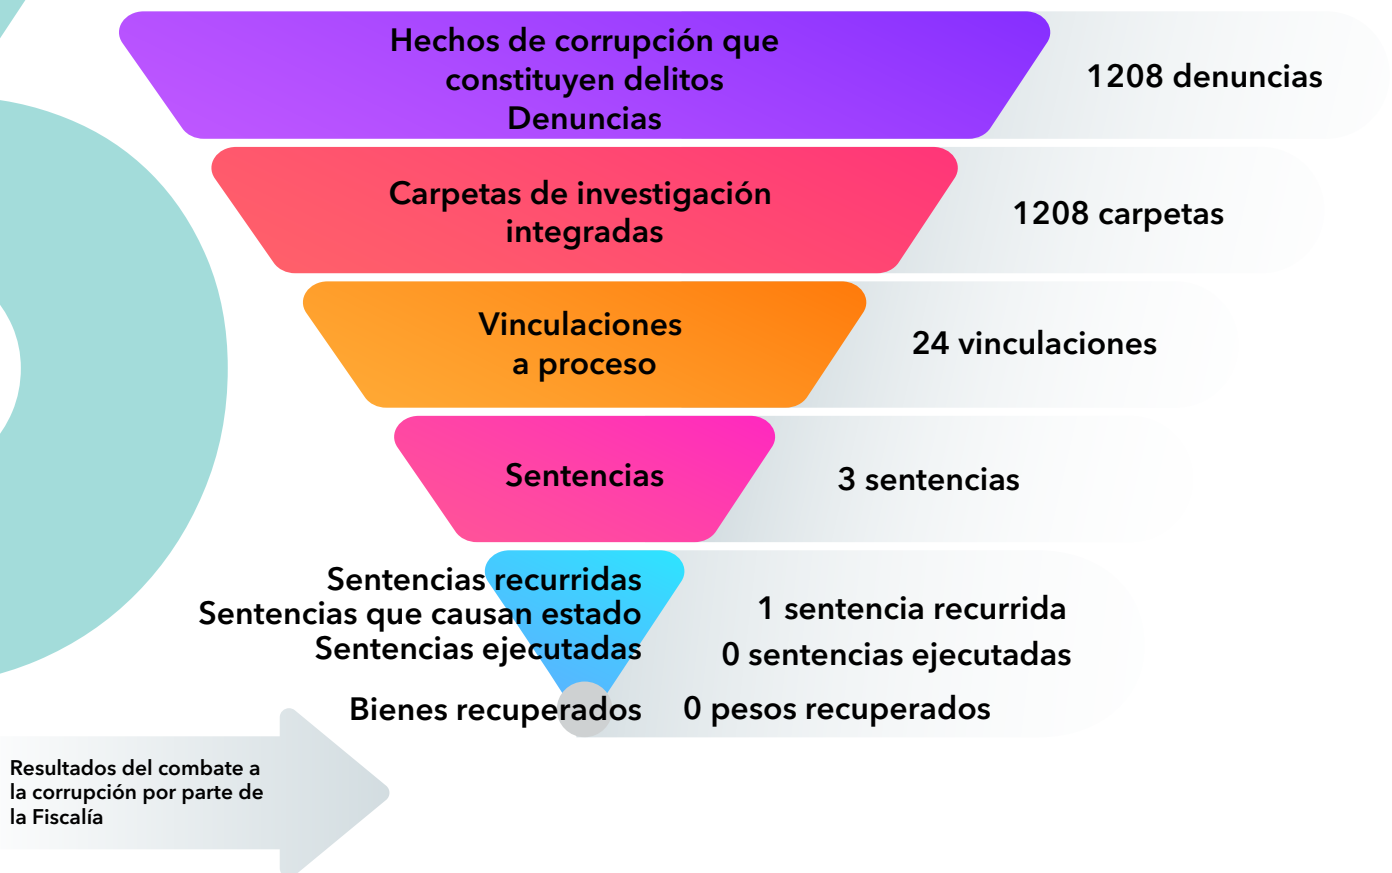 Hechos de corrupción que
constituyen delitos
Denuncias
1208 denuncias
Carpetas de investigación
integradas
1208 carpetas
Vinculaciones
a proceso
24 vinculaciones
Sentencias
3 sentencias
Sentencias recurridas
Sentencias que causan estado
Sentencias ejecutadas
1 sentencia recurrida
0 sentencias ejecutadas
Bienes recuperados
0 pesos recuperados
Resultados del combate a
la corrupción por parte de
la Fiscalía